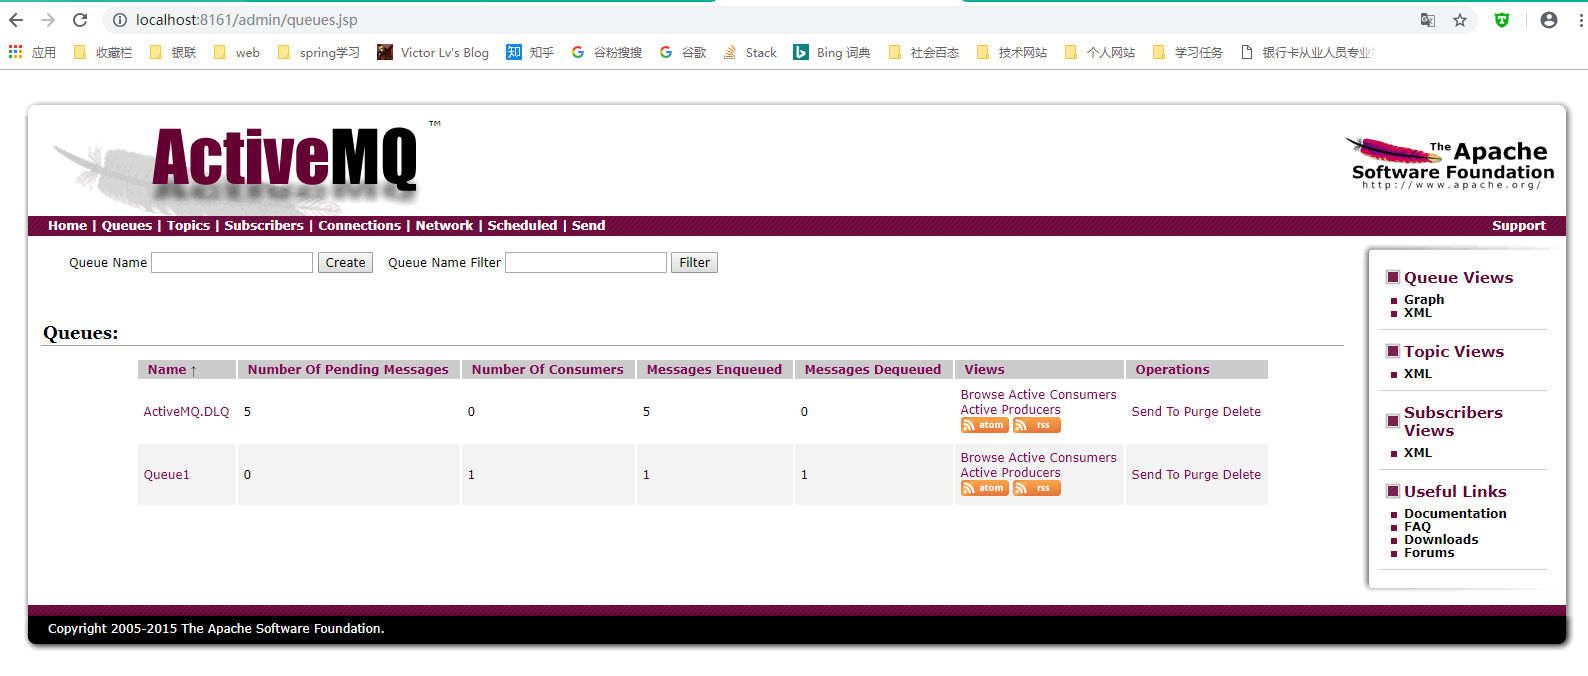 localhost:8161/admin/queues.jsp
应用 收藏栏 银联 web spring学习 Victor Lv's Blog 知 知乎 谷粉搜搜 谷歌 Stack Bing 词典 社会百态 技术网站 个人网站 学习任务 银行卡从业人员专业
ActiveMQ™
The Apache
Software Foundation
http://www.apache.org/
Home | Queues | Topics | Subscribers | Connections | Network | Scheduled | Send Support
Queue Name Create Queue Name Filter Filter
Queues:
Name ↑ Number Of Pending Messages Number Of Consumers Messages Enqueued Messages Dequeued Views Operations
ActiveMQ.DLQ 5 0 5 0 Browse Active Consumers
Active Producers
atom rss
Send To Purge Delete
Queue1 0 1 1 1 Browse Active Consumers
Active Producers
atom rss
Send To Purge Delete
Queue Views
Graph
XML
Topic Views
XML
Subscribers
Views
XML
Useful Links
Documentation
FAQ
Downloads
Forums
Copyright 2005-2015 The Apache Software Foundation.